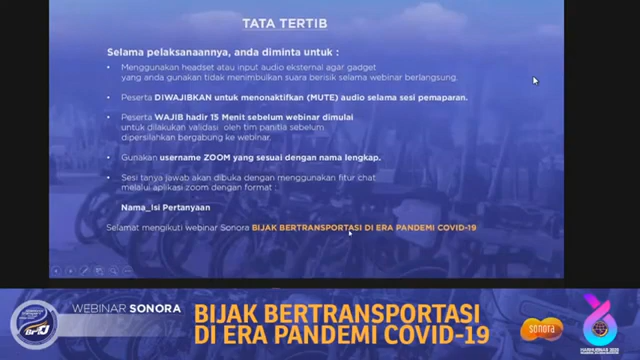 TATA TERTIB
Selama pelaksanaannya, anda diminta untuk :
• Menggunakan headset atau input audio eksternal agar gadget
yang anda gunakan tidak menimbulkan suara berisik selama webinar berlangsung.
• Peserta DIWAJIBKAN untuk menonaktifkan (MUTE) audio selama sesi pemaparan.
• Peserta WAJIB hadir 15 Menit sebelum webinar dimulai
untuk dilakukan validasi oleh tim panitia sebelum
dipersilahkan bergabung ke webinar.
• Gunakan username ZOOM yang sesuai dengan nama lengkap.
• Sesi tanya jawab akan dibuka dengan menggunakan fitur chat
melalui aplikasi zoom dengan format :
Nama_Isi Pertanyaan
Selamat mengikuti webinar Sonora BIJAK BERTRANSPORTASI DI ERA PANDEMI COVID-19
WEBINAR SONORA
BIJAK BERTRANSPORTASI
DI ERA PANDEMI COVID-19
sonora